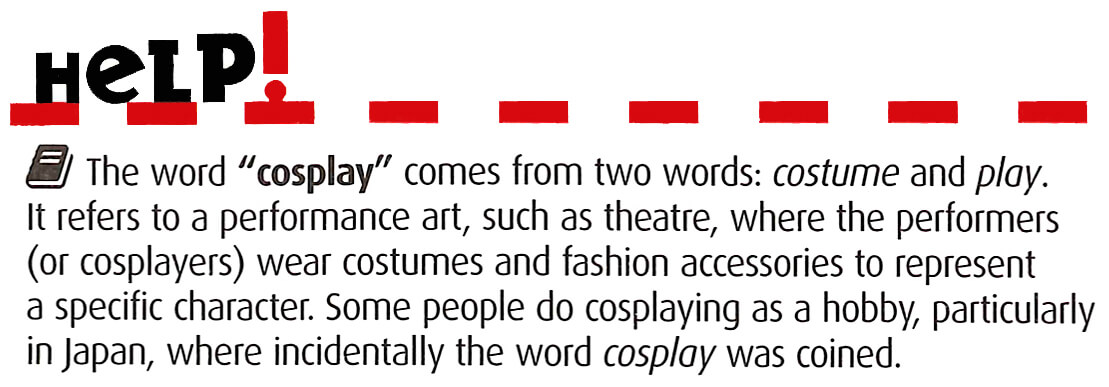 HeLP!
The word “cosplay” comes from two words: costume and play.
It refers to a performance art, such as theatre, where the performers
(or cosplayers) wear costumes and fashion accessories to represent
a specific character. Some people do cosplaying as a hobby, particularly
in Japan, where incidentally the word cosplay was coined.